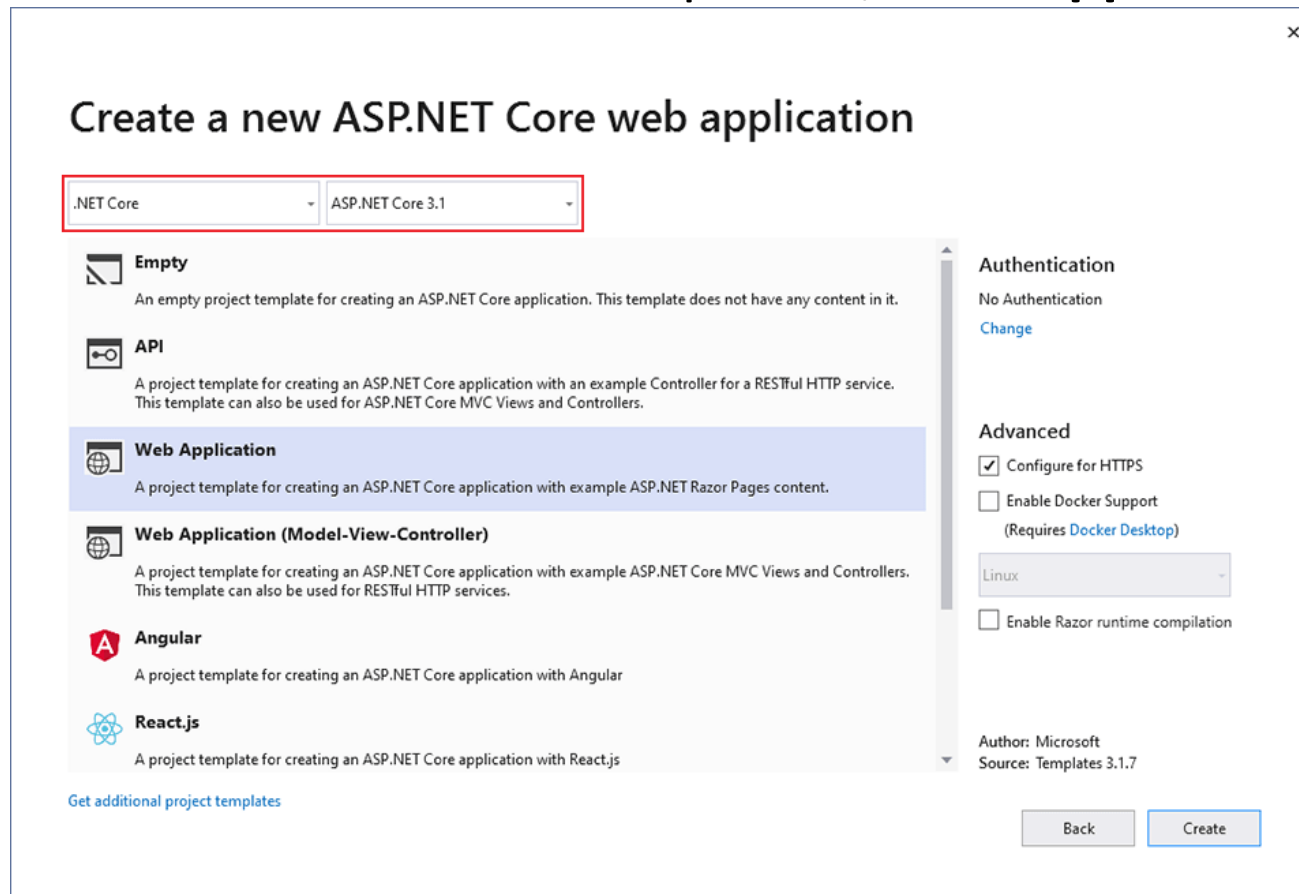 Create a new ASP.NET Core web application
.NET Core
ASP.NET Core 3.1
Empty
An empty project template for creating an ASP.NET Core application. This template does not have any content in it.
API
A project template for creating an ASP.NET Core application with an example Controller for a RESTful HTTP service.
This template can also be used for ASP.NET Core MVC Views and Controllers.
Web Application
A project template for creating an ASP.NET Core application with example ASP.NET Razor Pages content.
Web Application (Model-View-Controller)
A project template for creating an ASP.NET Core application with example ASP.NET Core MVC Views and Controllers.
This template can also be used for RESTful HTTP services.
Angular
A project template for creating an ASP.NET Core application with Angular
React.js
A project template for creating an ASP.NET Core application with React.js
Get additional project templates
Authentication
No Authentication
Change
Advanced
Configure for HTTPS
Enable Docker Support
(Requires Docker Desktop)
Linux
Enable Razor runtime compilation
Author: Microsoft
Source: Templates 3.1.7
Back
Create